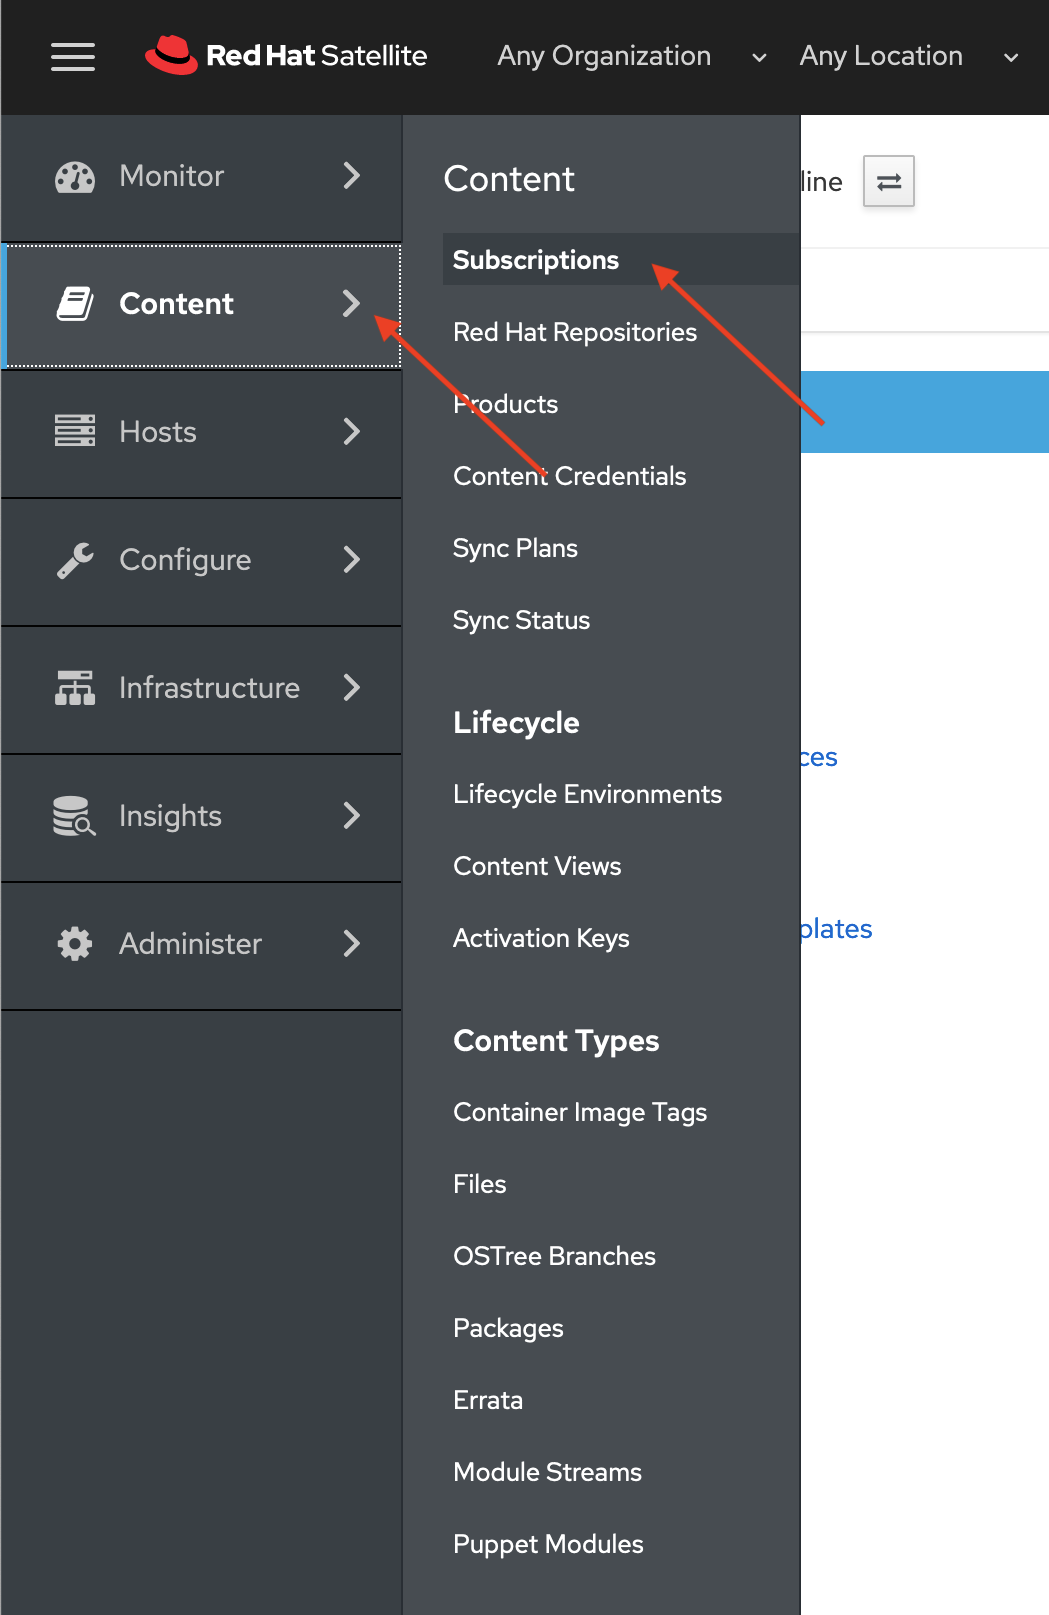 Red Hat Satellite Any Organization Any Location
Monitor
Content
Hosts
Configure
Infrastructure
Insights
Administer
Content
Subscriptions
Red Hat Repositories
Products
Content Credentials
Sync Plans
Sync Status
Lifecycle
Lifecycle Environments
Content Views
Activation Keys
Content Types
Container Image Tags
Files
OSTree Branches
Packages
Errata
Module Streams
Puppet Modules
line
ces
plates